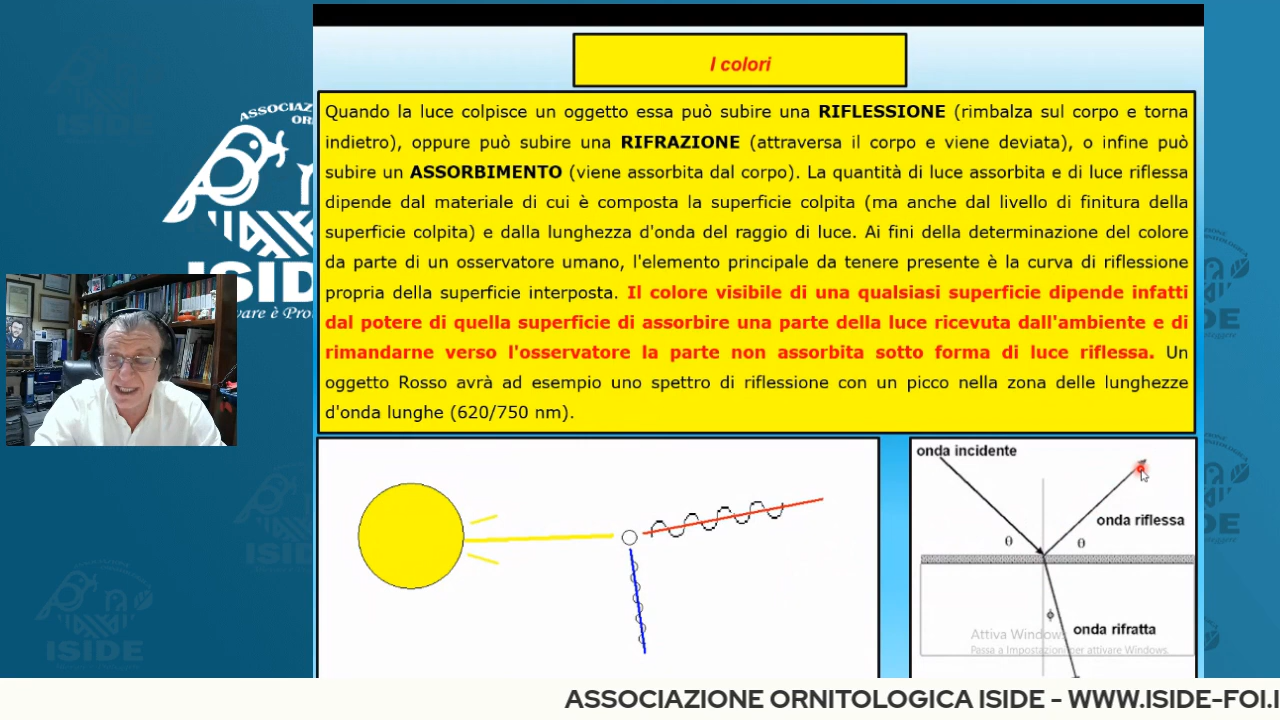 I colori
Quando la luce colpisce un oggetto essa può subire una RIFLESSIONE (rimbalza sul corpo e torna
indietro), oppure può subire una RIFRAZIONE (attraversa il corpo e viene deviata), o infine può
subire un ASSORBIMENTO (viene assorbita dal corpo). La quantità di luce assorbita e di luce riflessa
dipende dal materiale di cui è composta la superficie colpita (ma anche dal livello di finitura della
superficie colpita) e dalla lunghezza d'onda del raggio di luce. Ai fini della determinazione del colore
da parte di un osservatore umano, l'elemento principale da tenere presente è la curva di riflessione
propria della superficie interposta. Il colore visibile di una qualsiasi superficie dipende infatti
dal potere di quella superficie di assorbire una parte della luce ricevuta dall'ambiente e di
rimandarne verso l'osservatore la parte non assorbita sotto forma di luce riflessa. Un
oggetto Rosso avrà ad esempio uno spettro di riflessione con un picco nella zona delle lunghezze
d'onda lunghe (620/750 nm).
onda incidente
onda riflessa
θ θ
ϕ
onda rifratta
Attiva Windows
Passa a Impostazioni per attivare Windows.
ISIDE
ISIDE
ISIDE
ISIDE
ASSOCIAZIONE ORNITOLOGICA ISIDE - WWW.ISIDE-FOI.I